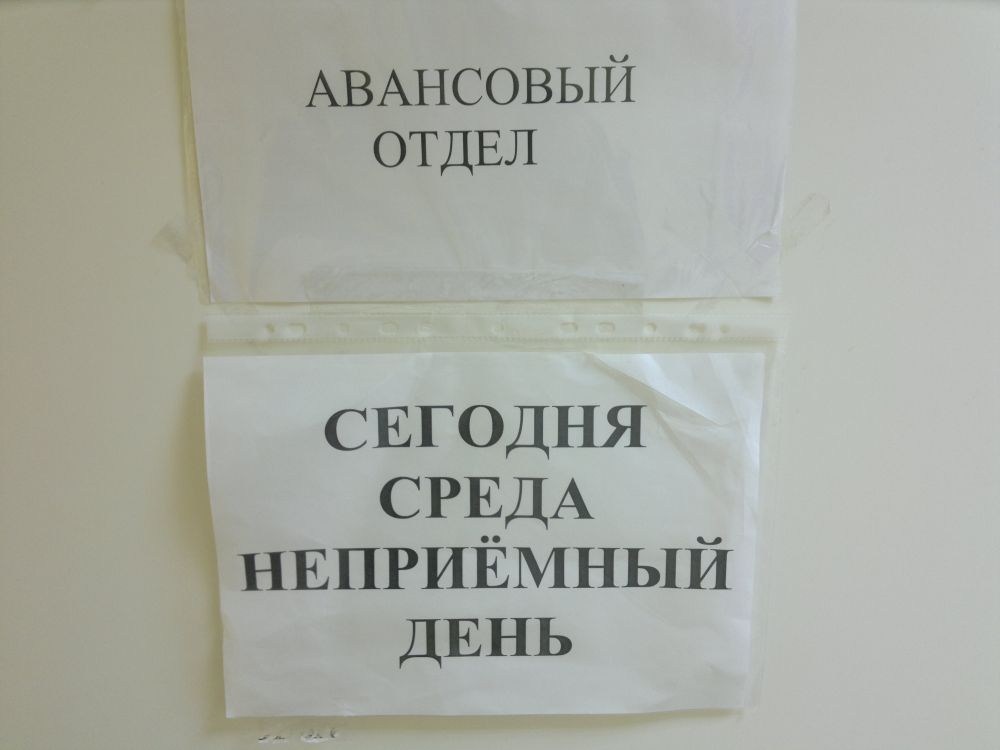 АВАНСОВЫЙ
ОТДЕЛ
СЕГОДНЯ
СРЕДА
НЕПРИЁМНЫЙ
ДЕНЬ